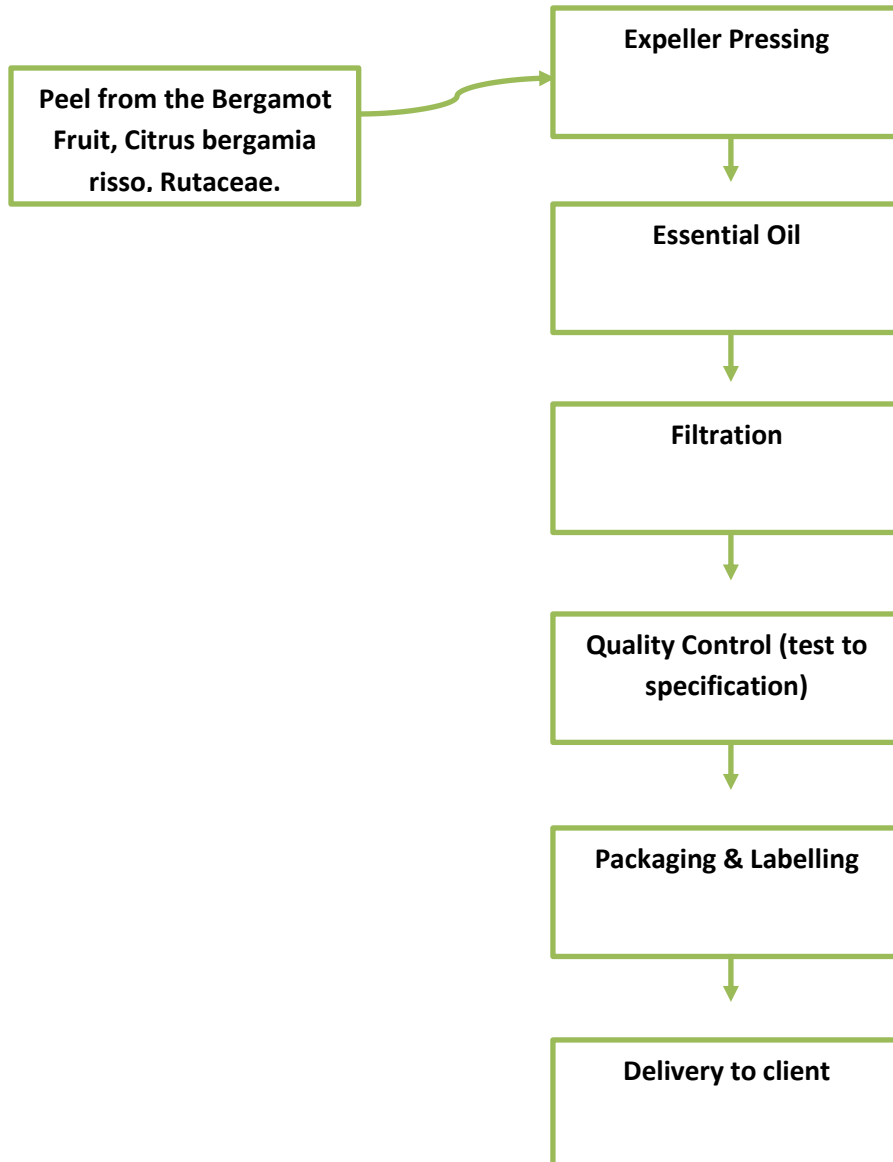 Expeller Pressing
Peel from the Bergamot
Fruit, Citrus bergamia
risso, Rutaceae.
Essential Oil
Filtration
Quality Control (test to
specification)
Packaging & Labelling
Delivery to client